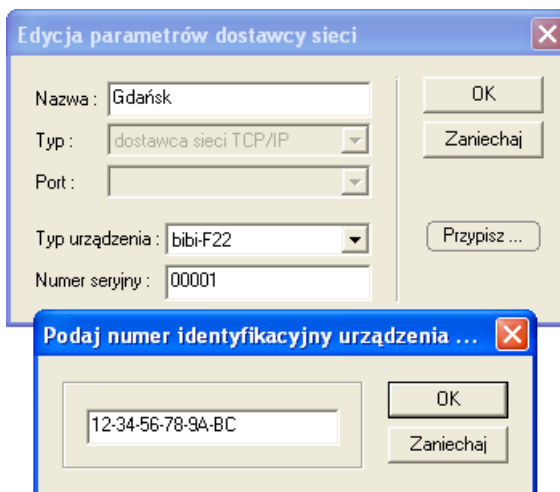 Edycja parametrów dostawcy sieci
Nazwa : Gdańsk
OK
Typ : dostawca sieci TCP/IP
Zaniechaj
Port :
Typ urządzenia : bibi-F22
Przypisz ...
Numer seryjny : 00001
Podaj numer identyfikacyjny urządzenia ...
12-34-56-78-9A-BC
OK
Zaniechaj